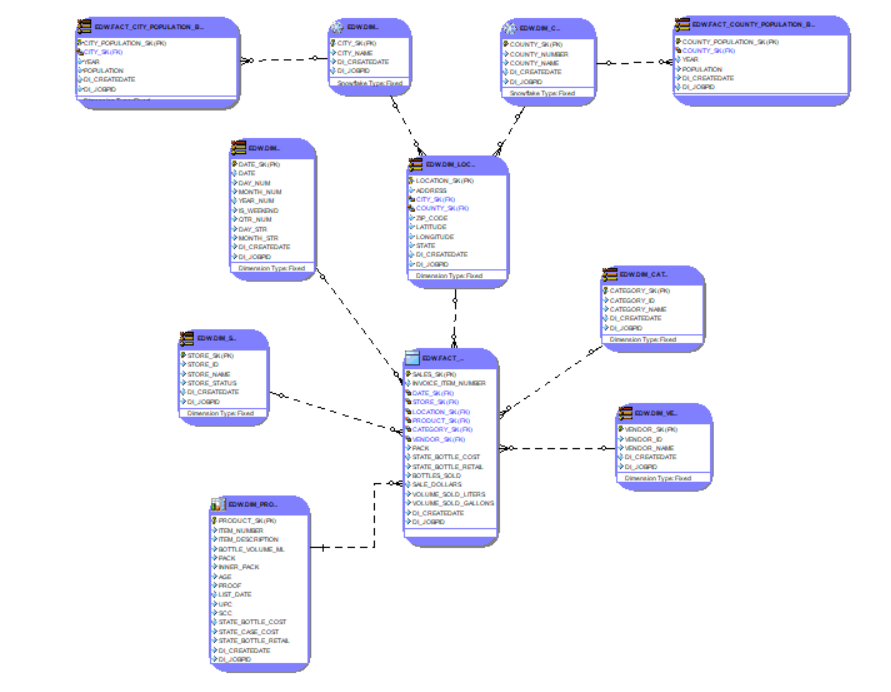 EDW.FACT_CITY_POPULATION_B...
CITY_POPULATION_SK(PK)
CITY_SK(FK)
YEAR
POPULATION
DI_CREATEDATE
DI_JOBPID
EDW.DIM...
CITY_SK(PK)
CITY_NAME
DI_CREATEDATE
DI_JOBPID
Snowflake Type: Fixed
EDW.DIM_C...
COUNTY_SK(PK)
COUNTY_NUMBER
COUNTY_NAME
DI_CREATEDATE
DI_JOBPID
Snowflake Type: Fixed
EDW.FACT_COUNTY_POPULATION_B...
COUNTY_POPULATION_SK(PK)
COUNTY_SK(FK)
YEAR
POPULATION
DI_CREATEDATE
DI_JOBPID
EDW.DIM...
DATE_SK(PK)
DATE
DAY_NUM
MONTH_NUM
YEAR_NUM
IS_WEEKEND
QTR_NUM
DAY_STR
MONTH_STR
DI_CREATEDATE
DI_JOBPID
Dimension Type: Fixed
EDW.DIM_LOC...
LOCATION_SK(PK)
ADDRESS
CITY_SK(FK)
COUNTY_SK(FK)
ZIP_CODE
LATITUDE
LONGITUDE
STATE
DI_CREATEDATE
DI_JOBPID
Dimension Type: Fixed
EDW.DIM_CAT...
CATEGORY_SK(PK)
CATEGORY_ID
CATEGORY_NAME
DI_CREATEDATE
DI_JOBPID
Dimension Type: Fixed
EDW.DIM_S...
STORE_SK(PK)
STORE_ID
STORE_NAME
STORE_STATUS
DI_CREATEDATE
DI_JOBPID
Dimension Type: Fixed
EDW.FACT_...
SALES_SK(PK)
INVOICE_ITEM_NUMBER
DATE_SK(FK)
STORE_SK(FK)
LOCATION_SK(FK)
PRODUCT_SK(FK)
CATEGORY_SK(FK)
VENDOR_SK(FK)
PACK
STATE_BOTTLE_COST
STATE_BOTTLE_RETAIL
BOTTLES_SOLD
SALE_DOLLARS
VOLUME_SOLD_LITERS
VOLUME_SOLD_GALLONS
DI_CREATEDATE
DI_JOBPID
EDW.DIM_VE...
VENDOR_SK(PK)
VENDOR_ID
VENDOR_NAME
DI_CREATEDATE
DI_JOBPID
Dimension Type: Fixed
EDW.DIM_PRO...
PRODUCT_SK(PK)
ITEM_NUMBER
ITEM_DESCRIPTION
BOTTLE_VOLUME_ML
PACK
INNER_PACK
AGE
PROOF
LIST_DATE
UPC
SCC
STATE_BOTTLE_COST
STATE_CASE_COST
STATE_BOTTLE_RETAIL
DI_CREATEDATE
DI_JOBPID